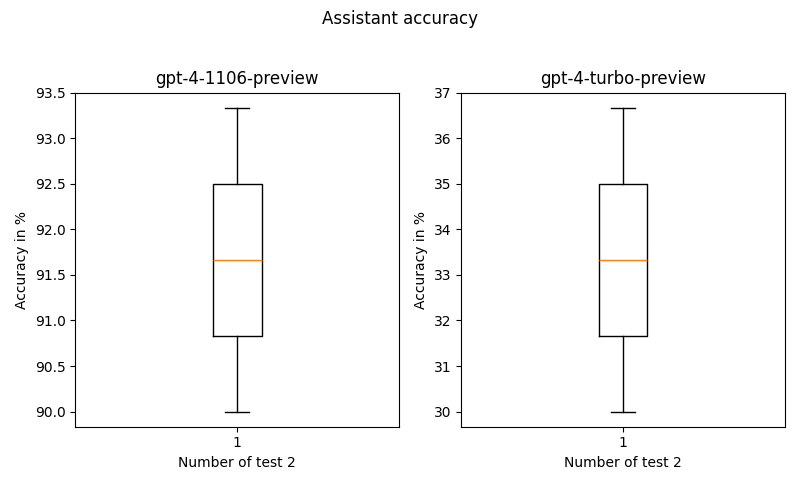 Assistant accuracy
gpt-4-1106-preview
93.5
93.0
92.5
92.0
91.5
91.0
90.5
90.0
Accuracy in %
1
Number of test 2
gpt-4-turbo-preview
37
36
35
34
33
32
31
30
Accuracy in %
1
Number of test 2